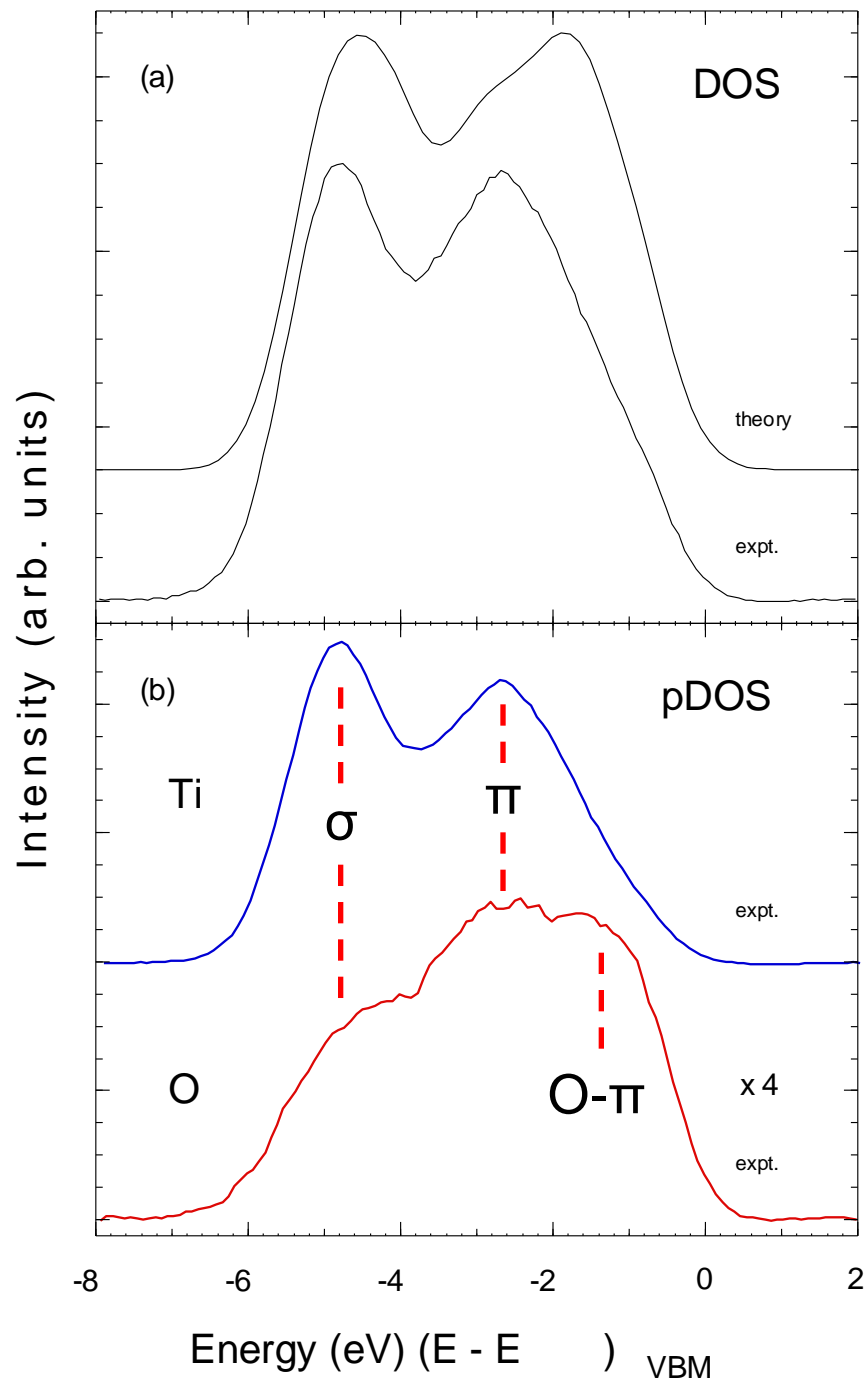 (a)
DOS
theory
expt.
(b)
pDOS
Ti
σ
π
expt.
O
O-π
x 4
expt.
-8 -6 -4 -2 0 2
Energy (eV) (E - E VBM)
Intensity (arb. units)